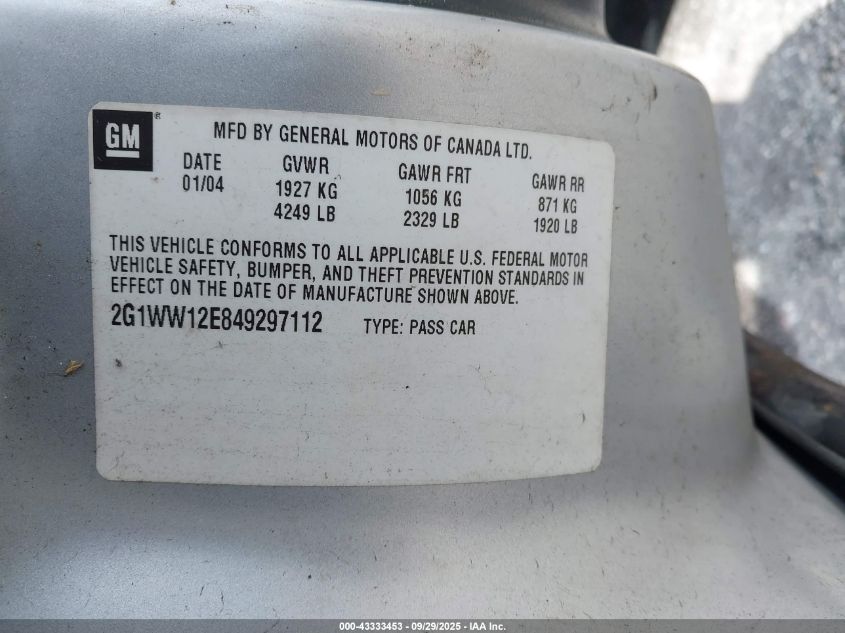 GM ®
MFD BY GENERAL MOTORS OF CANADA LTD.
DATE GVWR GAWR FRT GAWR RR
01/04 1927 KG 1056 KG 871 KG
4249 LB 2329 LB 1920 LB
THIS VEHICLE CONFORMS TO ALL APPLICABLE U.S. FEDERAL MOTOR
VEHICLE SAFETY, BUMPER, AND THEFT PREVENTION STANDARDS IN
EFFECT ON THE DATE OF MANUFACTURE SHOWN ABOVE.
2G1WW12E849297112 TYPE: PASS CAR
000-43333453 - 09/29/2025 - IAA Inc.